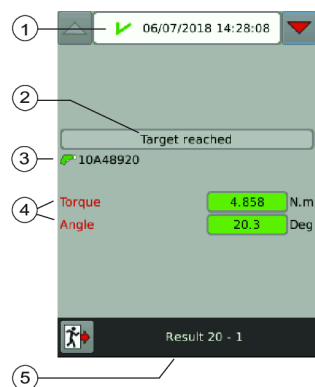 1
06/07/2018 14:28:08
2
Target reached
3
10A48920
4
Torque 4.858 N.m
Angle 20.3 Deg
Result 20 - 1
5